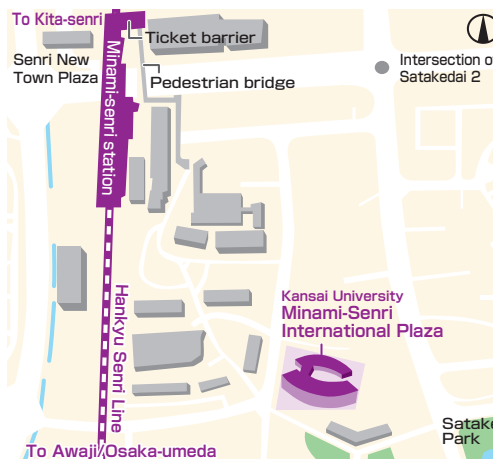 To Kita-senri
Ticket barrier
Senri New
Town Plaza
Minami-senri station
Pedestrian bridge
Intersection of
Satakedai 2
Kansai University
Minami-Senri
International Plaza
Hankyu Senri Line
Satake
Park
To Awaji/Osaka-umeda